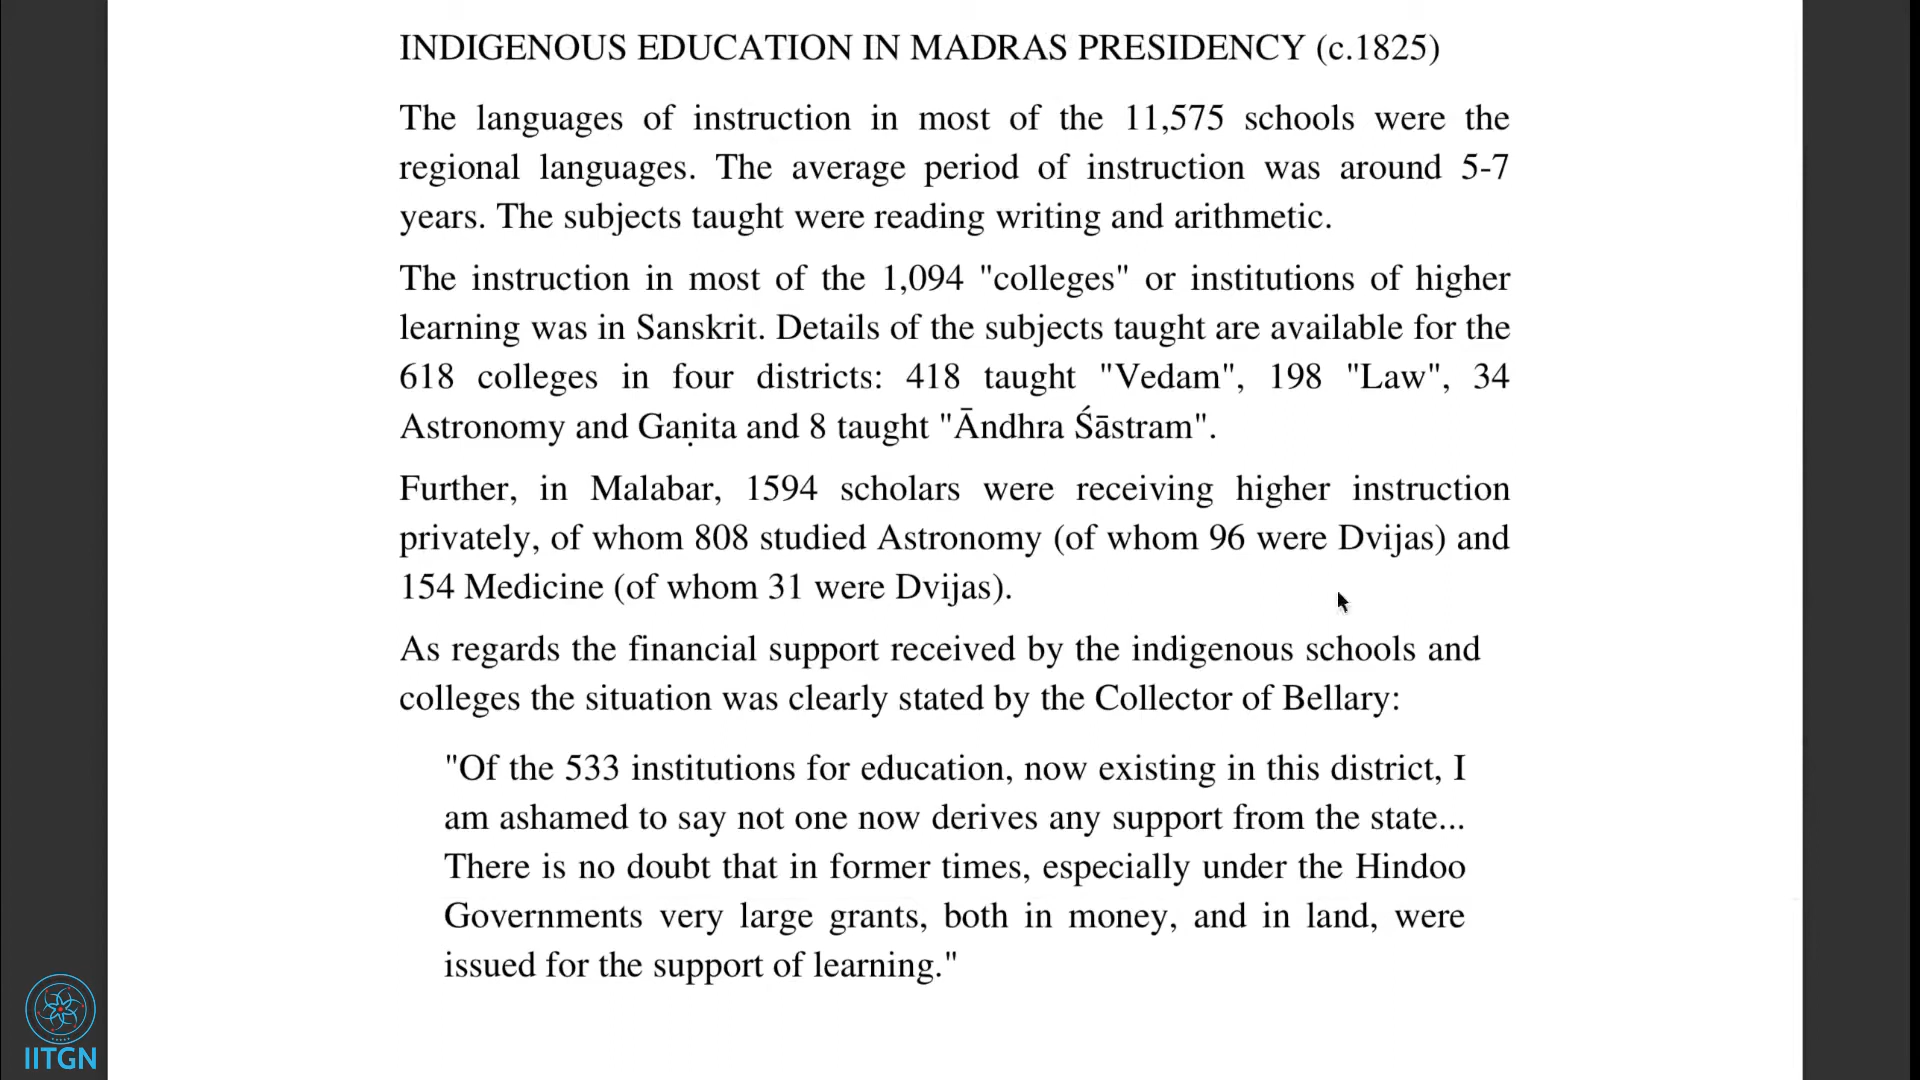 INDIGENOUS EDUCATION IN MADRAS PRESIDENCY (c.1825)
The languages of instruction in most of the 11,575 schools were the
regional languages. The average period of instruction was around 5-7
years. The subjects taught were reading writing and arithmetic.
The instruction in most of the 1,094 "colleges" or institutions of higher
learning was in Sanskrit. Details of the subjects taught are available for the
618 colleges in four districts: 418 taught "Vedam", 198 "Law", 34
Astronomy and Gaṇita and 8 taught "Āndhra Śāstram".
Further, in Malabar, 1594 scholars were receiving higher instruction
privately, of whom 808 studied Astronomy (of whom 96 were Dvijas) and
154 Medicine (of whom 31 were Dvijas).
As regards the financial support received by the indigenous schools and
colleges the situation was clearly stated by the Collector of Bellary:
"Of the 533 institutions for education, now existing in this district, I
am ashamed to say not one now derives any support from the state...
There is no doubt that in former times, especially under the Hindoo
Governments very large grants, both in money, and in land, were
issued for the support of learning."
IITGN